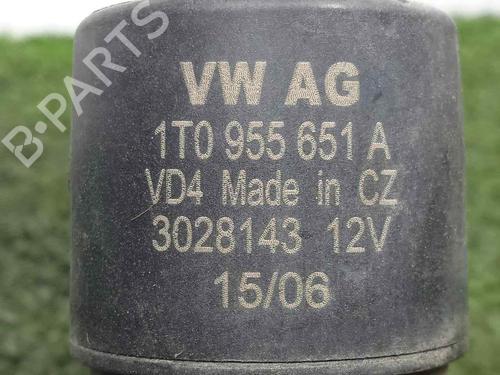 B-PARTS
VW AG
1T0 955 651 A
VD4 Made in CZ
3028143 12V
15/06